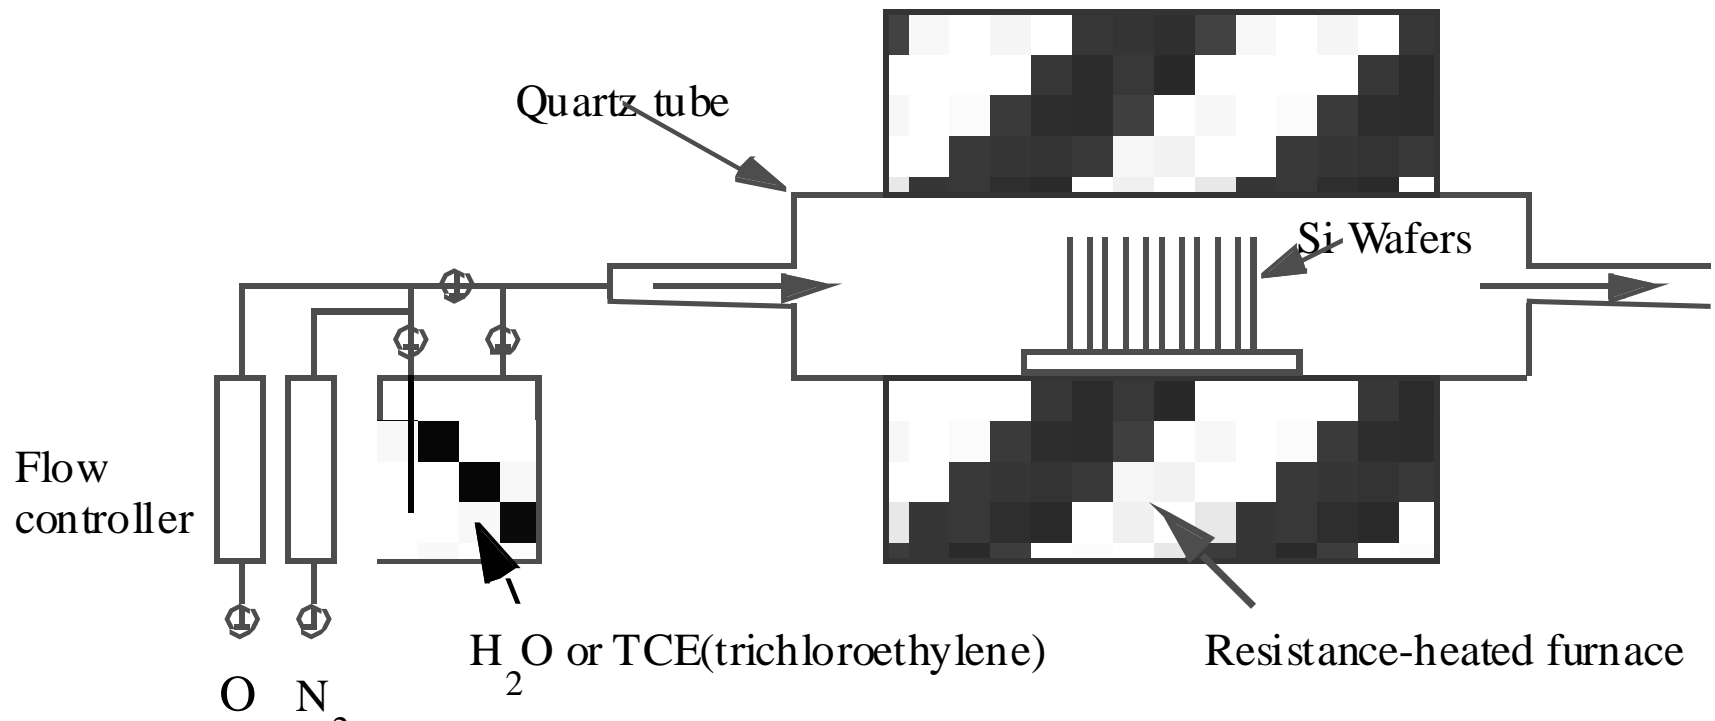 Quartz tube
Si Wafers
Flow
controller
H2O or TCE(trichloroethylene)
Resistance-heated furnace
O N2